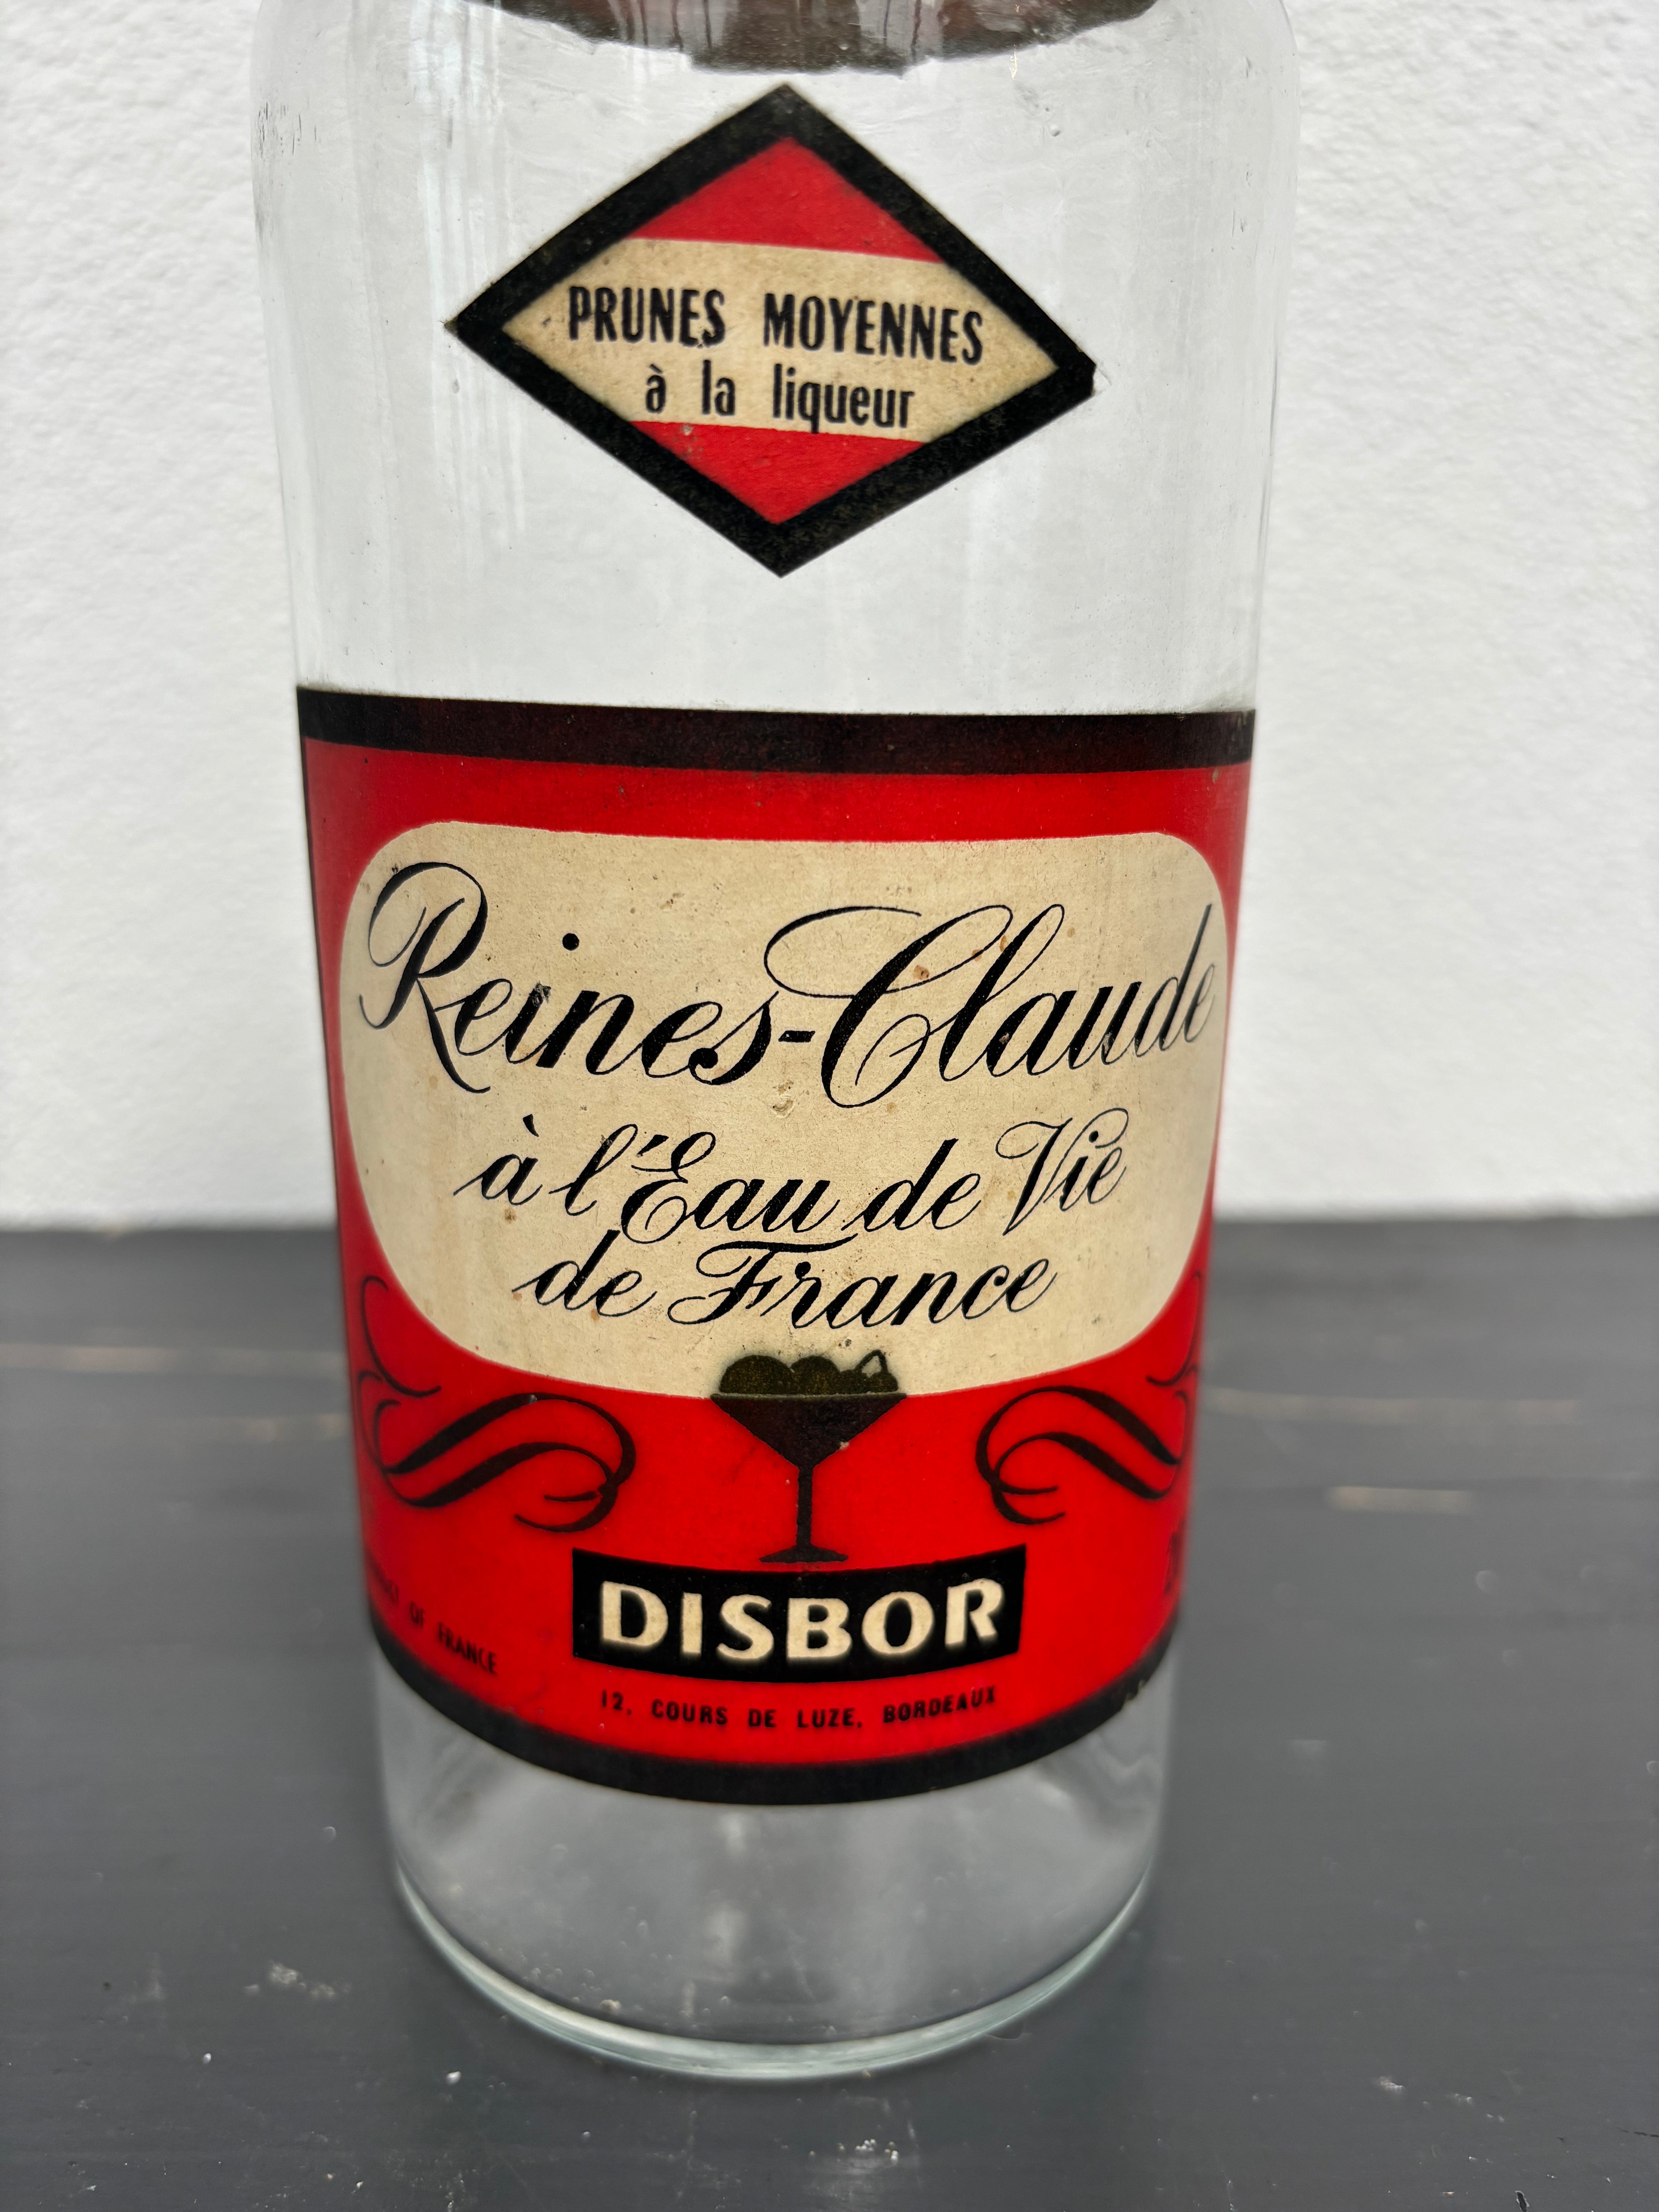 PRUNES MOYENNES
à la liqueur
Reines-Claude
à l'Eau de Vie
de France
DISBOR
OF FRANCE
12, COURS DE LUZE, BORDEAUX